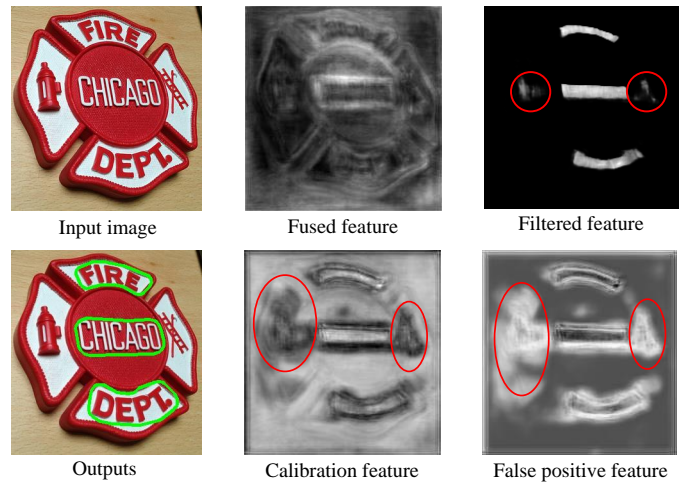 FIRE
CHICAGO
DEPT.
Input image
Fused feature
Filtered feature
FIRE
CHICAGO
DEPT.
Outputs
Calibration feature
False positive feature